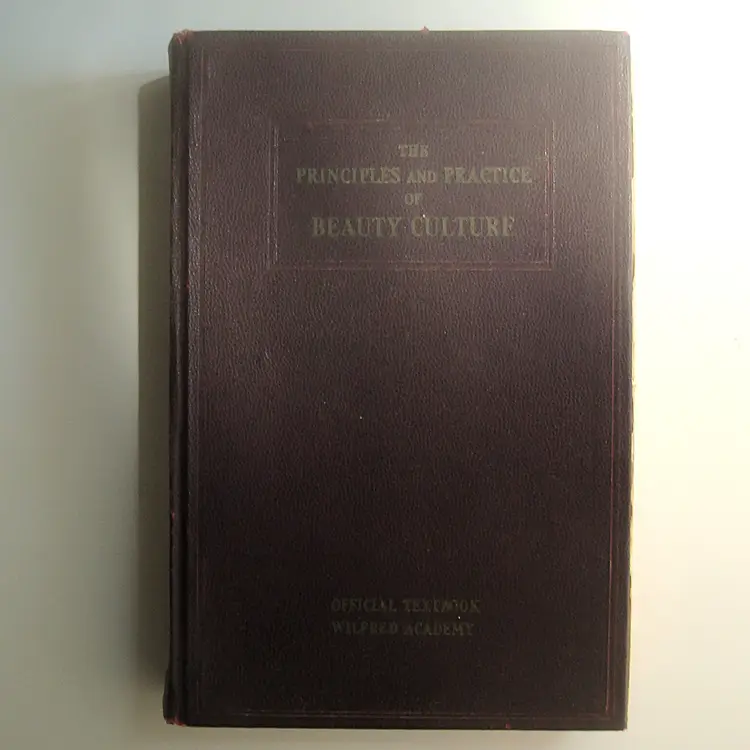 THE
PRINCIPLES AND PRACTICE
OF
BEAUTY CULTURE
OFFICIAL TEXTBOOK
WILFRED ACADEMY